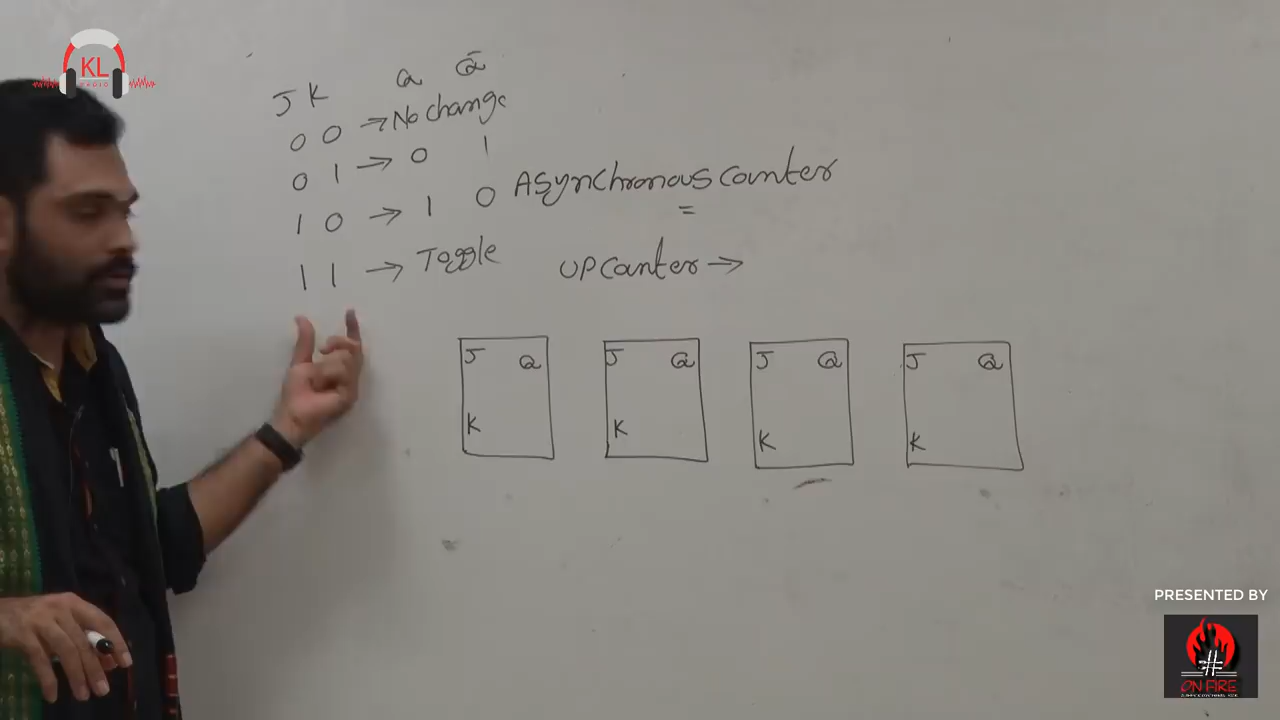 KL
RADIO
J K Q Q̄
0 0 → No change
0 1 → 0 1
1 0 → 1 0
Asynchronous counter
=
1 1 → Toggle
UP Counter →
J Q J Q J Q J Q
K K K K
PRESENTED BY
#
ON FIRE